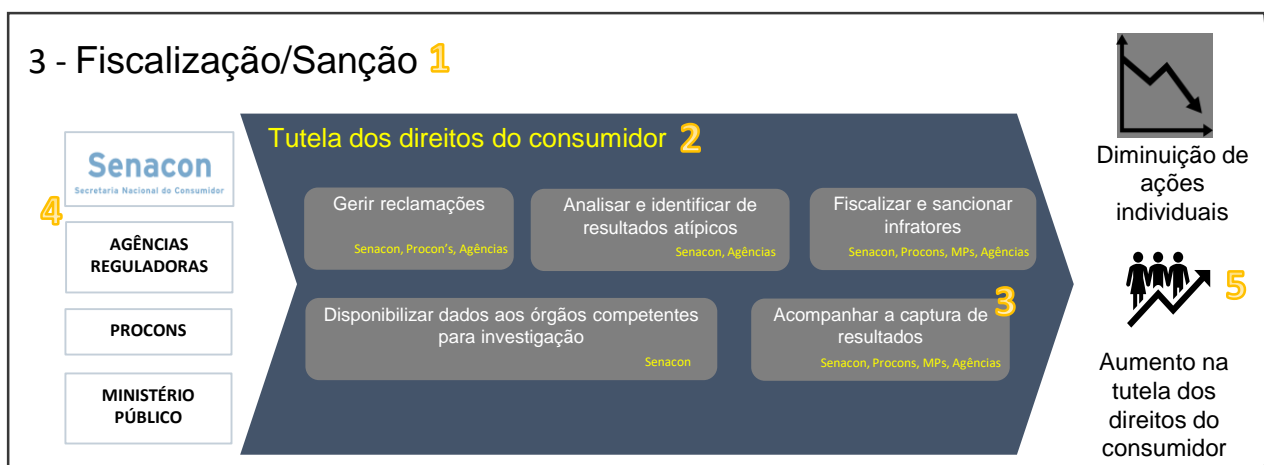 3 - Fiscalização/Sanção 1
Tutela dos direitos do consumidor 2
Senacon
Secretaria Nacional do Consumidor
4
AGÊNCIAS
REGULADORAS
PROCONS
MINISTÉRIO
PÚBLICO
Gerir reclamações
Senacon, Procon's, Agências
Analisar e identificar de
resultados atípicos
Senacon, Agências
Fiscalizar e sancionar
infratores
Senacon, Procons, MPs, Agências
Disponibilizar dados aos órgãos competentes
para investigação
Senacon
3
Acompanhar a captura de
resultados
Senacon, Procons, MPs, Agências
Diminuição de
ações
individuais
5
Aumento na
tutela dos
direitos do
consumidor